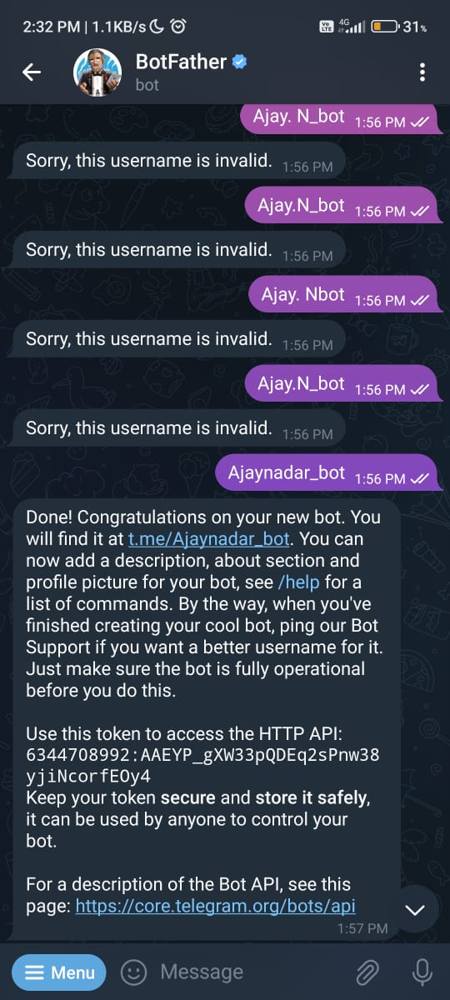 2:32 PM | 1.1KB/s
Vo LTE 4G 31%
BotFather
bot
Ajay. N_bot 1:56 PM
Sorry, this username is invalid. 1:56 PM
Ajay.N_bot 1:56 PM
Sorry, this username is invalid. 1:56 PM
Ajay. Nbot 1:56 PM
Sorry, this username is invalid. 1:56 PM
Ajay.N_bot 1:56 PM
Sorry, this username is invalid. 1:56 PM
Ajaynadar_bot 1:56 PM
Done! Congratulations on your new bot. You
will find it at t.me/Ajaynadar_bot. You can
now add a description, about section and
profile picture for your bot, see /help for a
list of commands. By the way, when you've
finished creating your cool bot, ping our Bot
Support if you want a better username for it.
Just make sure the bot is fully operational
before you do this.
Use this token to access the HTTP API:
6344708992:AAEYP_gXW33pQDEq2sPnw38
yjiNcorfEOy4
Keep your token secure and store it safely,
it can be used by anyone to control your
bot.
For a description of the Bot API, see this
page: https://core.telegram.org/bots/api
1:57 PM
Menu
Message